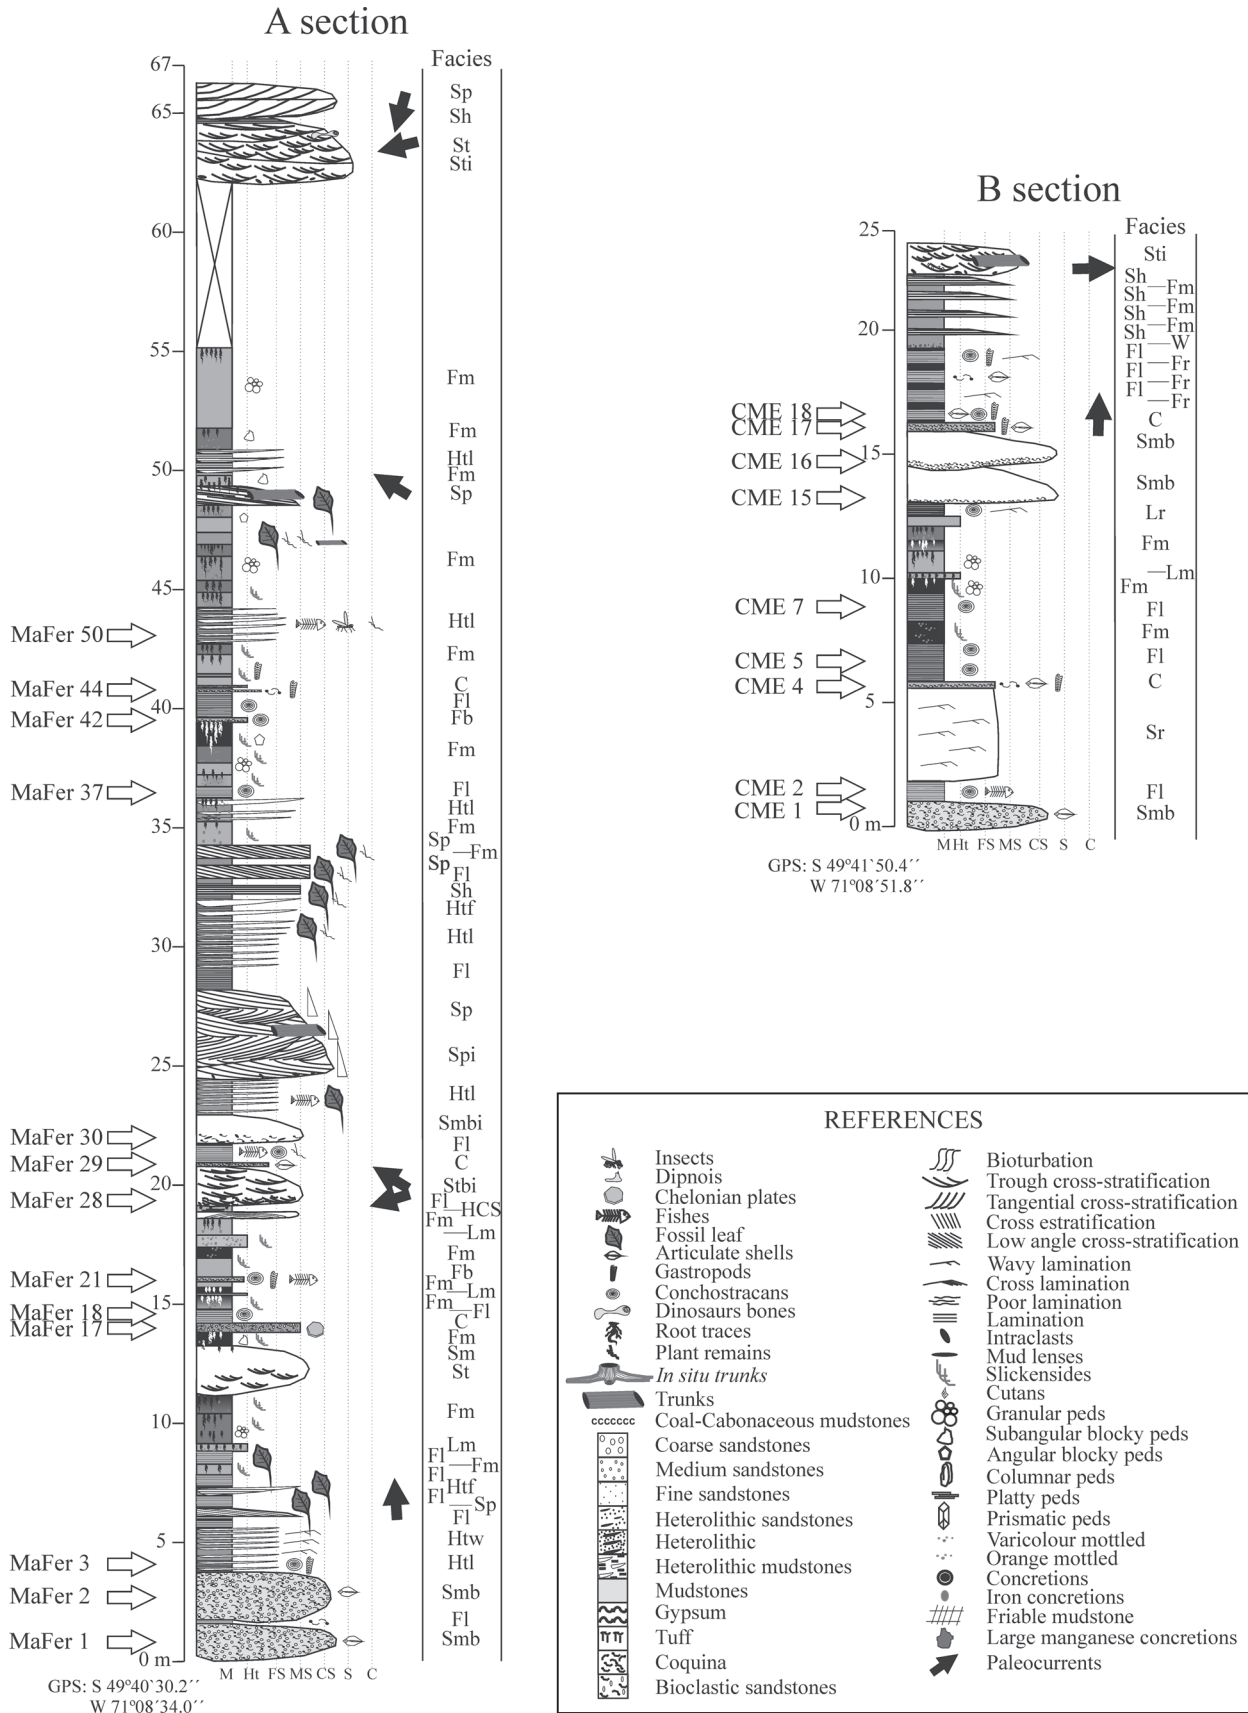 A section
Facies
67
65
60
55
50
45
40
35
30
25
20
15
10
5
0 m
Sp
Sh
St
Sti
Fm
Fm
Htl
Fm
Sp
Fm
Htl
Fm
C
Fl
Fb
Fm
Fl
Htl
Fm
Sp
—Fm
Sp
Fl
Sh
Htf
Htl
Fl
Sp
Spi
Htl
Smbi
Fl
C
Stbi
Fl
—HCS
Fm
—Lm
Fm
Fb
Fm
—Lm
Fm
—Fl
C
Fm
Sm
St
Fm
Lm
Fl
—Fm
Fl
Htf
Fl
—Sp
Fl
Htw
Htl
Smb
Fl
Smb
MaFer 50
MaFer 44
MaFer 42
MaFer 37
MaFer 30
MaFer 29
MaFer 28
MaFer 21
MaFer 18
MaFer 17
MaFer 3
MaFer 2
MaFer 1
M Ht FS MS CS S C
GPS: S 49º40`30.2´´
W 71º08´34.0´´
B section
Facies
25
20
15
10
5
0 m
Sti
Sh
—Fm
Sh
—Fm
Sh
—Fm
Sh
—W
Fl
—Fr
Fl
—Fr
Fl
—Fr
C
Smb
Smb
Lr
Fm
—Lm
Fm
Fl
Fm
Fl
C
Sr
Fl
Smb
CME 18
CME 17
CME 16
CME 15
CME 7
CME 5
CME 4
CME 2
CME 1
M Ht FS MS CS S C
GPS: S 49º41`50.4´´
W 71º08´51.8´´
REFERENCES
Insects
Dipnois
Chelonian plates
Fishes
Fossil leaf
Articulate shells
Gastropods
Conchostracans
Dinosaurs bones
Root traces
Plant remains
In situ trunks
Trunks
ccccccc Coal-Cabonaceous mudstones
Coarse sandstones
Medium sandstones
Fine sandstones
Heterolithic sandstones
Heterolithic
Heterolithic mudstones
Mudstones
Gypsum
Tuff
Coquina
Bioclastic sandstones
Bioturbation
Trough cross-stratification
Tangential cross-stratification
Cross estratification
Low angle cross-stratification
Wavy lamination
Cross lamination
Poor lamination
Lamination
Intraclasts
Mud lenses
Slickensides
Cutans
Granular peds
Subangular blocky peds
Angular blocky peds
Columnar peds
Platty peds
Prismatic peds
Varicolour mottled
Orange mottled
Concretions
Iron concretions
Friable mudstone
Large manganese concretions
Paleocurrents